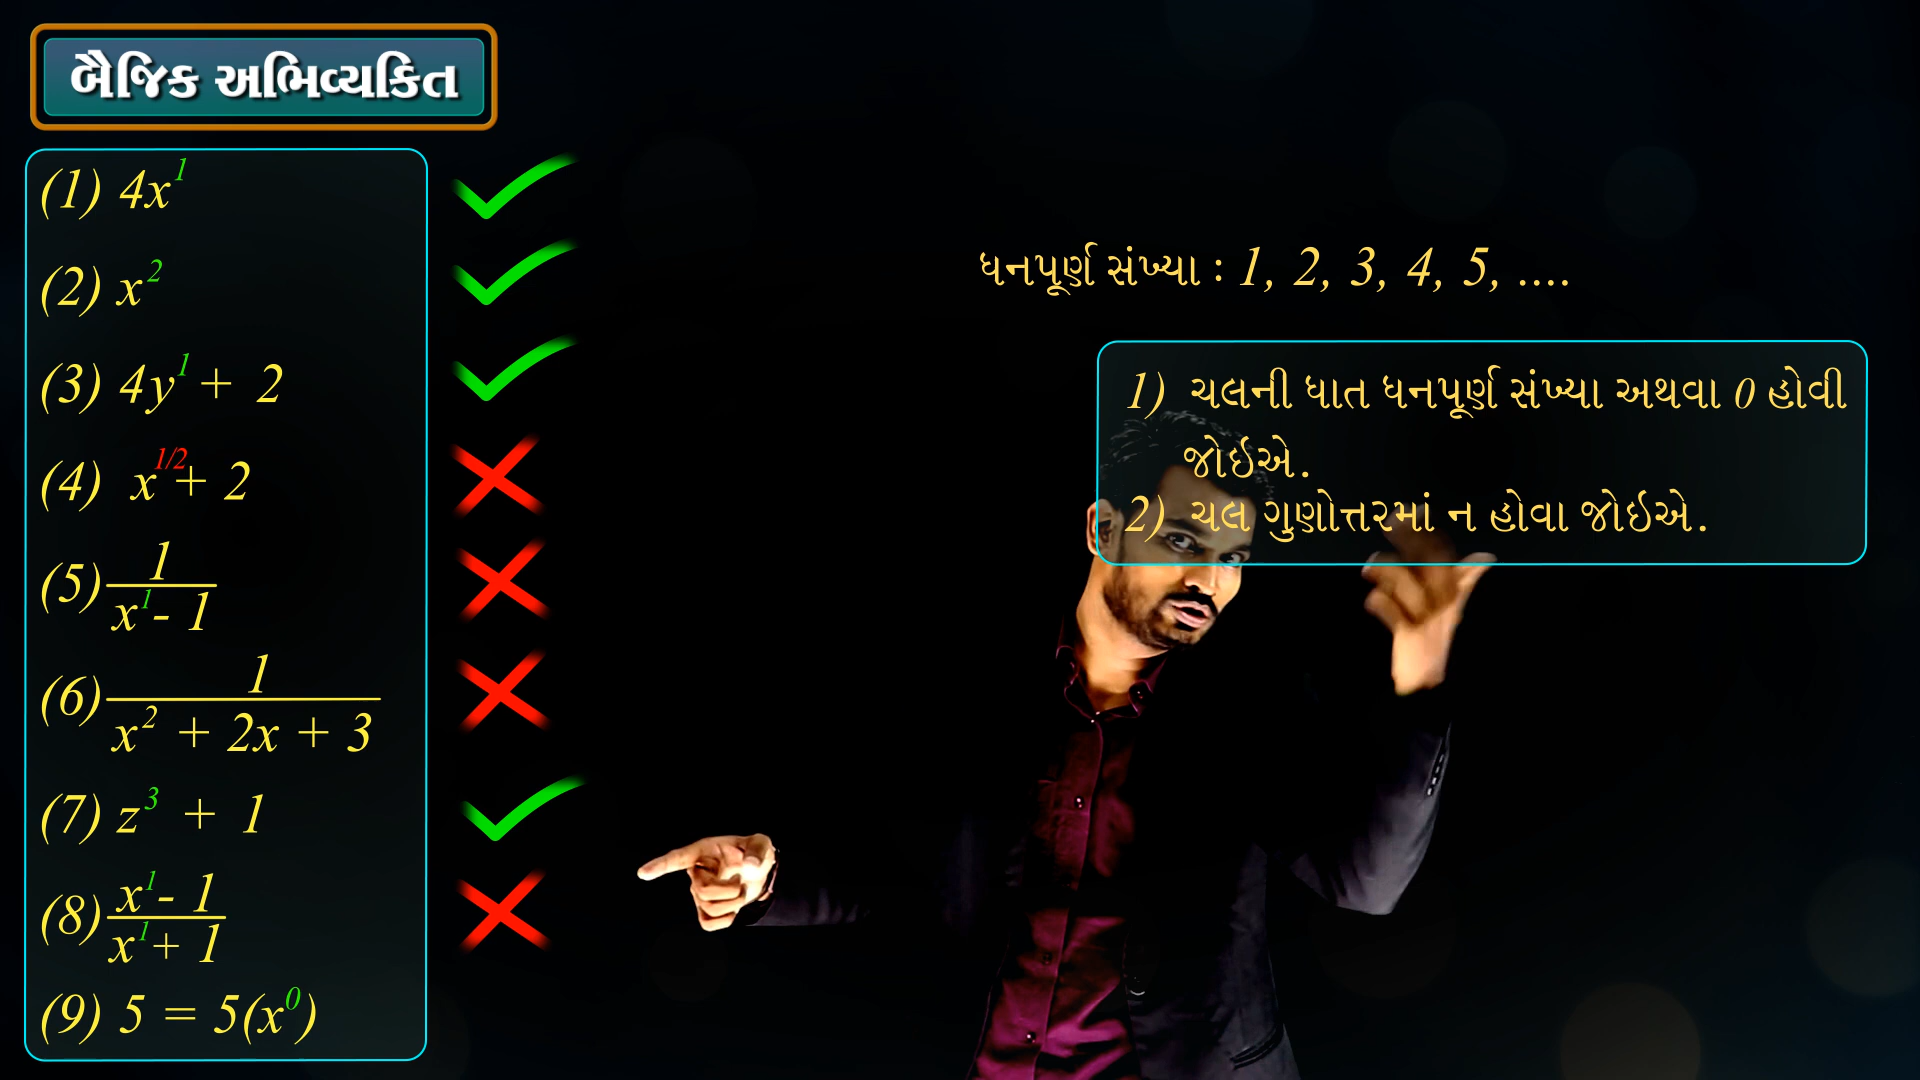 બૈજિક અભિવ્યકિત
(1) 4x¹
(2) x²
(3) 4y¹ + 2
(4) x^{1/2} + 2
(5) 1 / (x¹ - 1)
(6) 1 / (x² + 2x + 3)
(7) z³ + 1
(8) (x¹ - 1) / (x¹ + 1)
(9) 5 = 5(x⁰)
ધનપૂર્ણ સંખ્યા : 1, 2, 3, 4, 5, ....
1) ચલની ધાત ધનપૂર્ણ સંખ્યા અથવા 0 હોવી
જોઇએ.
2) ચલ ગુણોત્તરમાં ન હોવા જોઇએ.